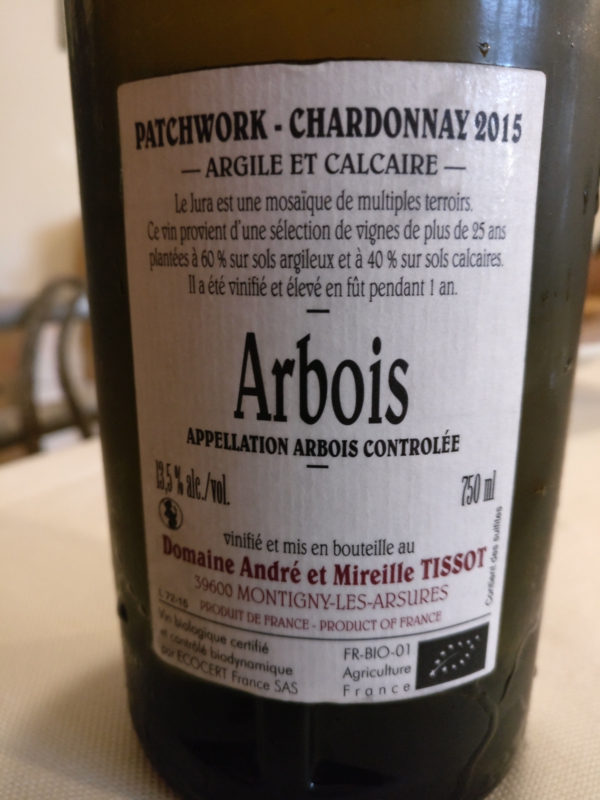 PATCHWORK - CHARDONNAY 2015
— ARGILE ET CALCAIRE —
Le Jura est une mosaïque de multiples terroirs.
Ce vin provient d'une sélection de vignes de plus de 25 ans
plantées à 60 % sur sols argileux et à 40 % sur sols calcaires.
Il a été vinifié et élevé en fût pendant 1 an.
Arbois
APPELLATION ARBOIS CONTROLÉE
13,5 % alc./vol.
750 ml
Contient des sulfites
vinifié et mis en bouteille au
Domaine André et Mireille TISSOT
39600 MONTIGNY-LES-ARSURES
L 72-16
PRODUIT DE FRANCE - PRODUCT OF FRANCE
Vin biologique certifié
et contrôlé biodynamique
par ECOCERT France SAS
FR-BIO-01
Agriculture
France